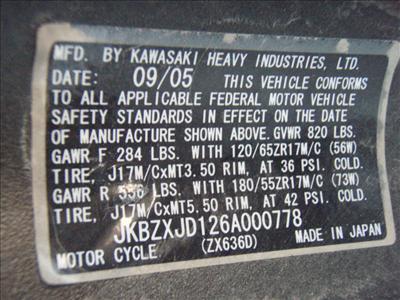 MFD. BY KAWASAKI HEAVY INDUSTRIES, LTD.
DATE: 09/05 THIS VEHICLE CONFORMS
TO ALL APPLICABLE FEDERAL MOTOR VEHICLE
SAFETY STANDARDS IN EFFECT ON THE DATE
OF MANUFACTURE SHOWN ABOVE. GVWR 820 LBS.
GAWR F 284 LBS. WITH 120/65ZR17M/C (56W)
TIRE, J17M/CxMT3.50 RIM, AT 36 PSI. COLD.
GAWR R 536 LBS. WITH 180/55ZR17M/C (73W)
TIRE, J17M/CxMT5.50 RIM, AT 42 PSI. COLD.
JKBZXJD126A000778
MOTOR CYCLE (ZX636D) MADE IN JAPAN